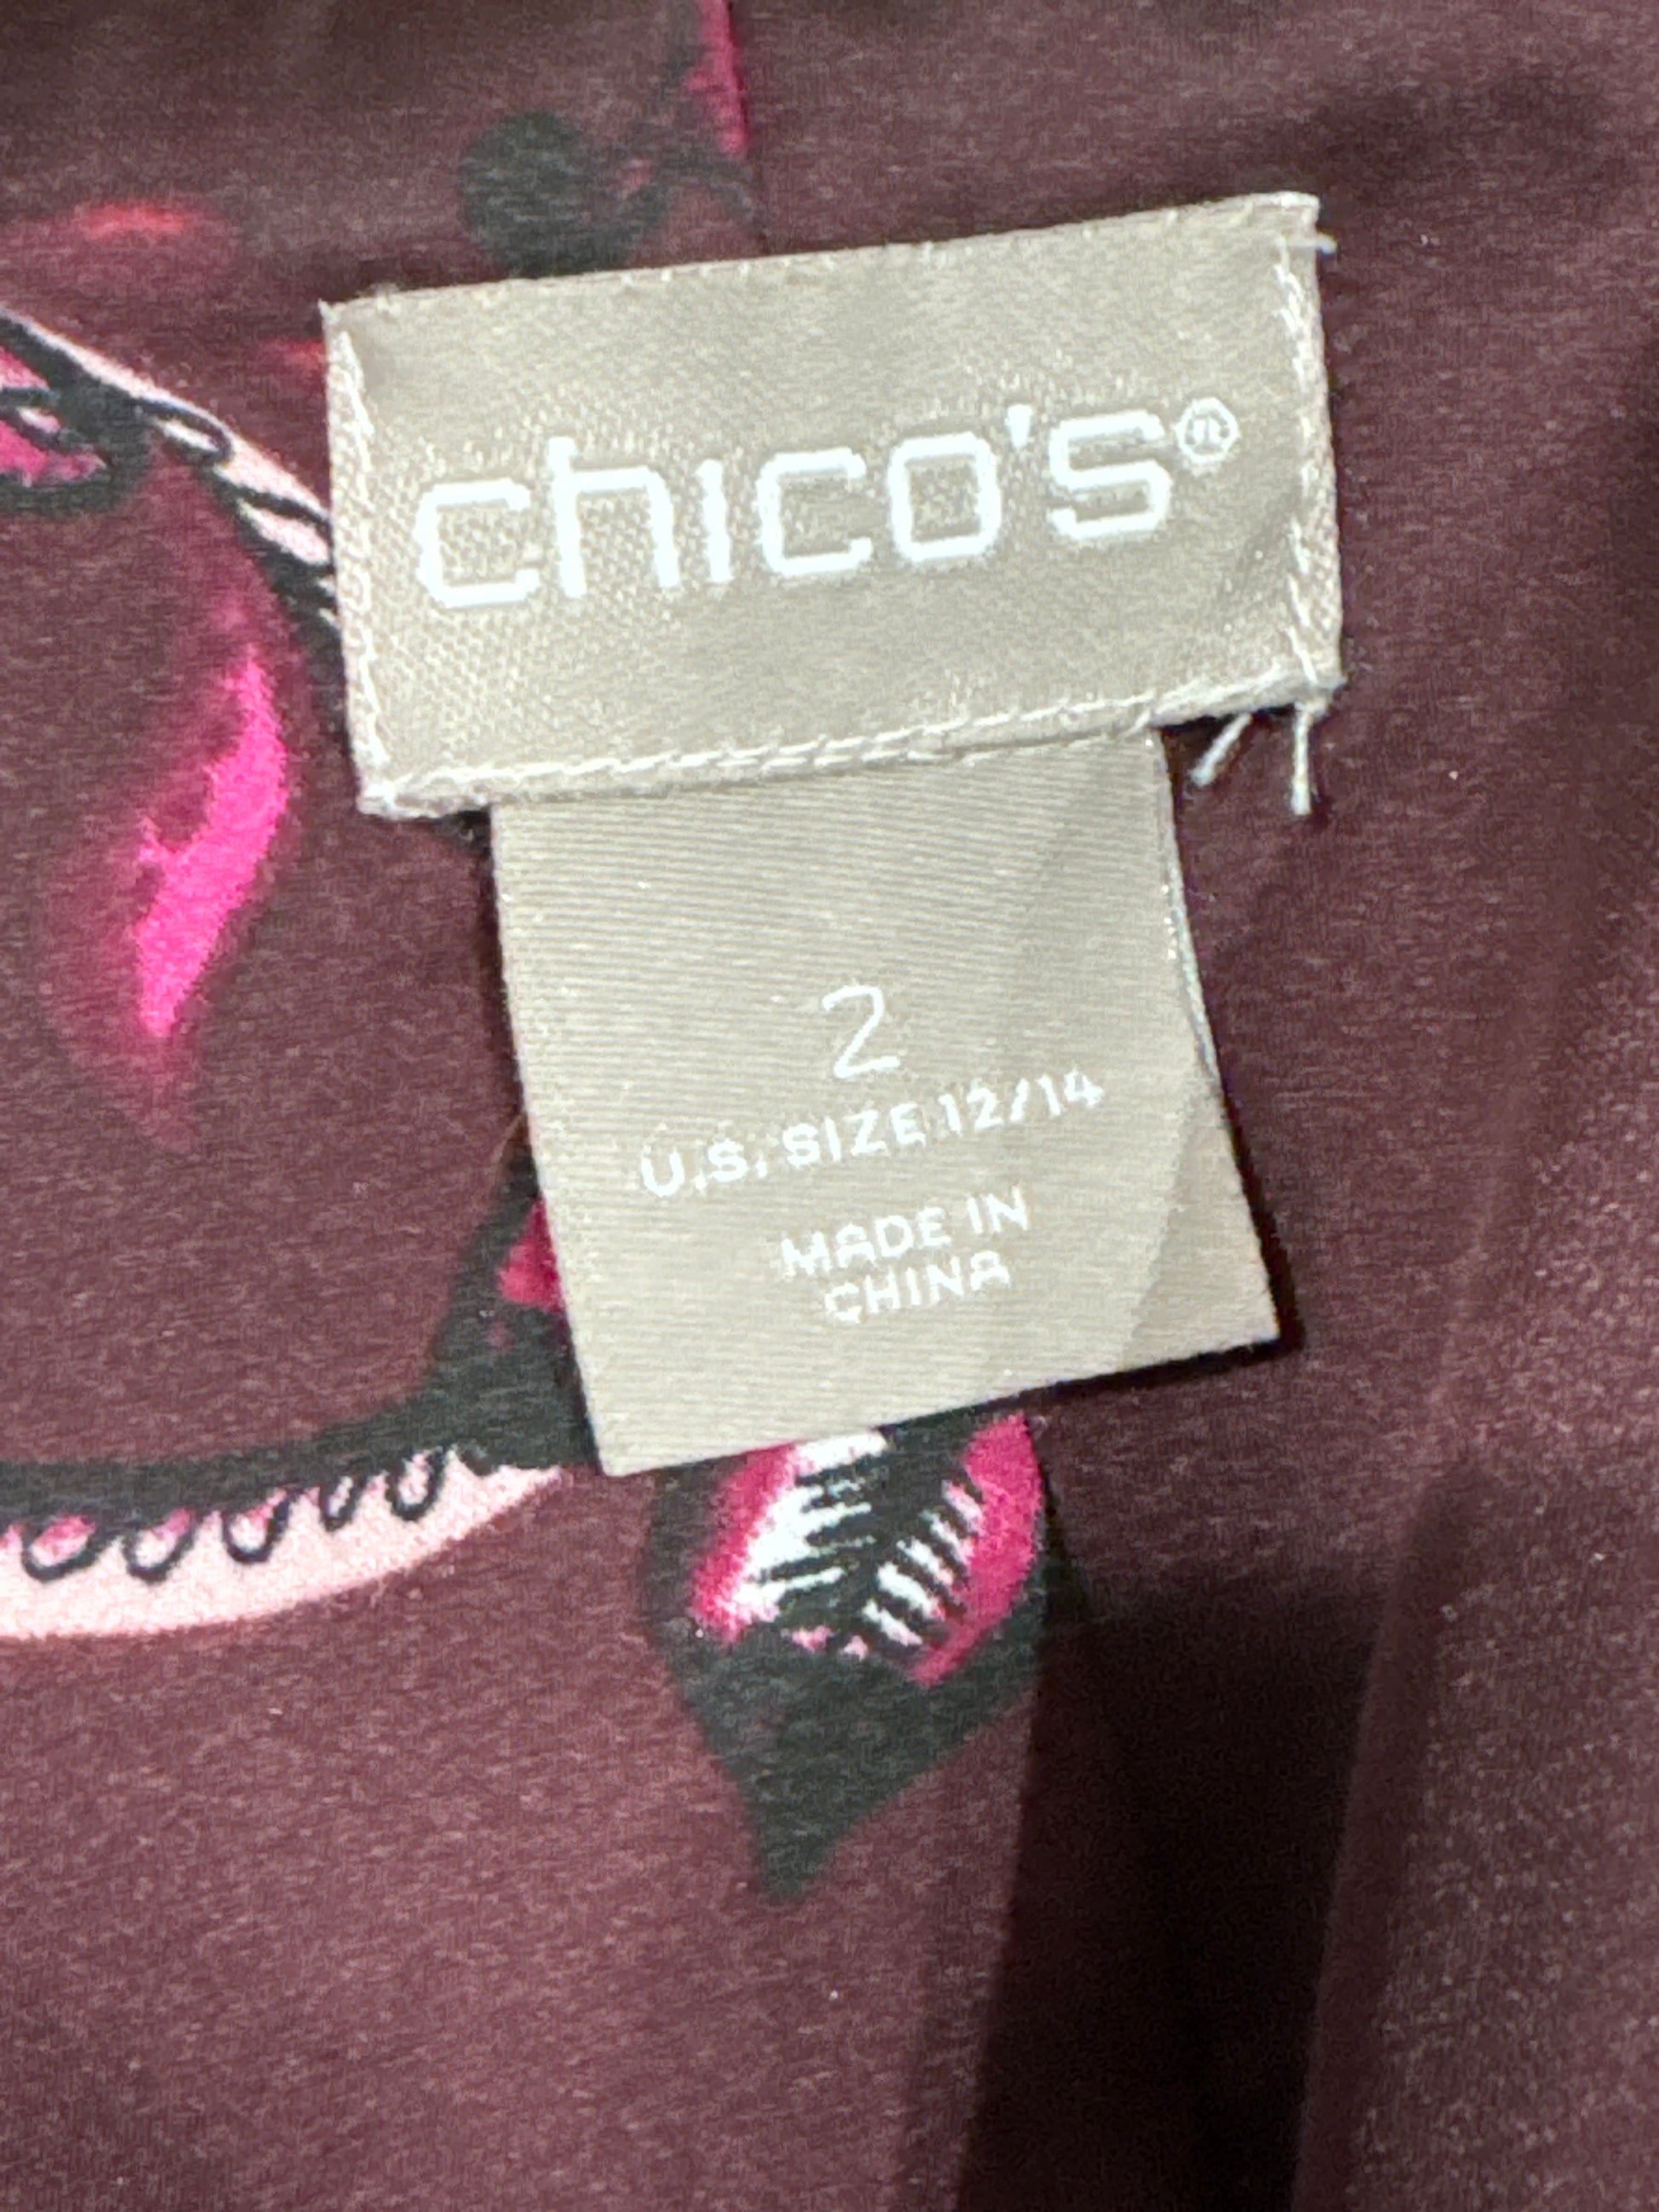 chico's®
2
U.S. SIZE 12/14
MADE IN
CHINA